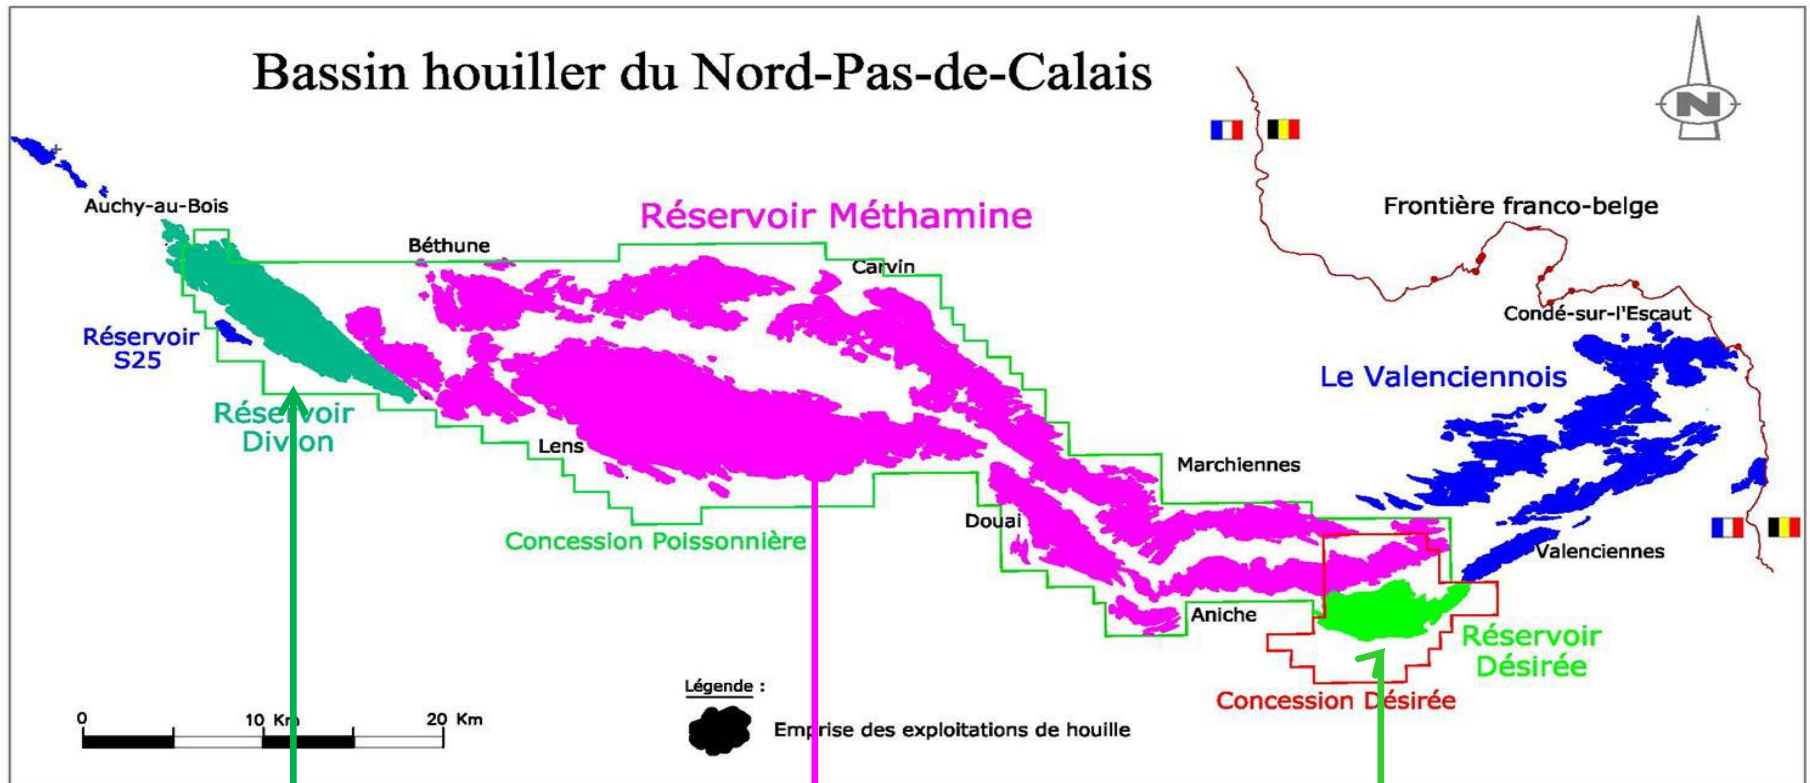 Bassin houiller du Nord-Pas-de-Calais
N
Auchy-au-Bois
Réservoir Méthamine
Frontière franco-belge
Béthune
Carvin
Condé-sur-l'Escaut
Réservoir
S25
Le Valenciennois
Réservoir
Divion
Lens
Marchiennes
Douai
Concession Poissonnière
Valenciennes
Aniche
Réservoir
Désirée
Légende :
Concession Désirée
0
10 Km
20 Km
Emprise des exploitations de houille